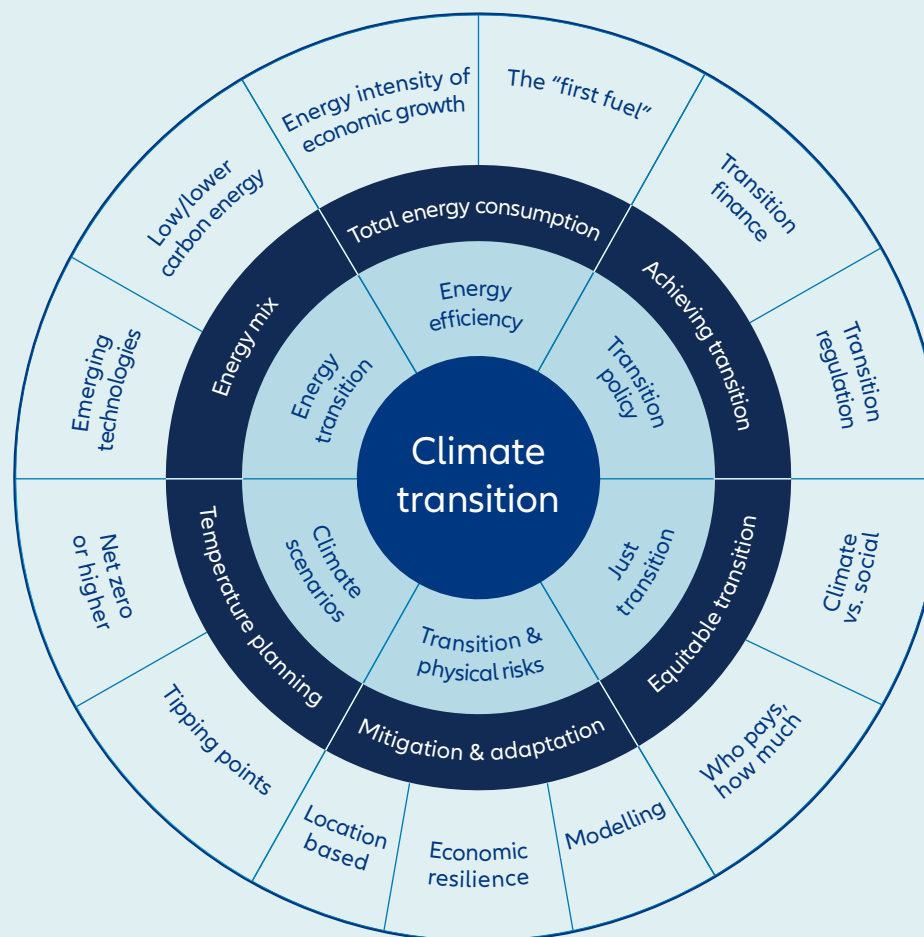 Climate
transition
Energy
efficiency
Transition
policy
Just
transition
Transition &
physical risks
Climate
scenarios
Energy
transition
Total energy consumption
Achieving transition
Equitable transition
Mitigation & adaptation
Temperature planning
Energy mix
Energy intensity of
economic growth
The “first fuel”
Transition
finance
Transition
regulation
Climate
vs. social
Who pays,
how much
Modelling
Economic
resilience
Location
based
Tipping points
Net zero
or higher
Emerging
technologies
Low/lower
carbon energy